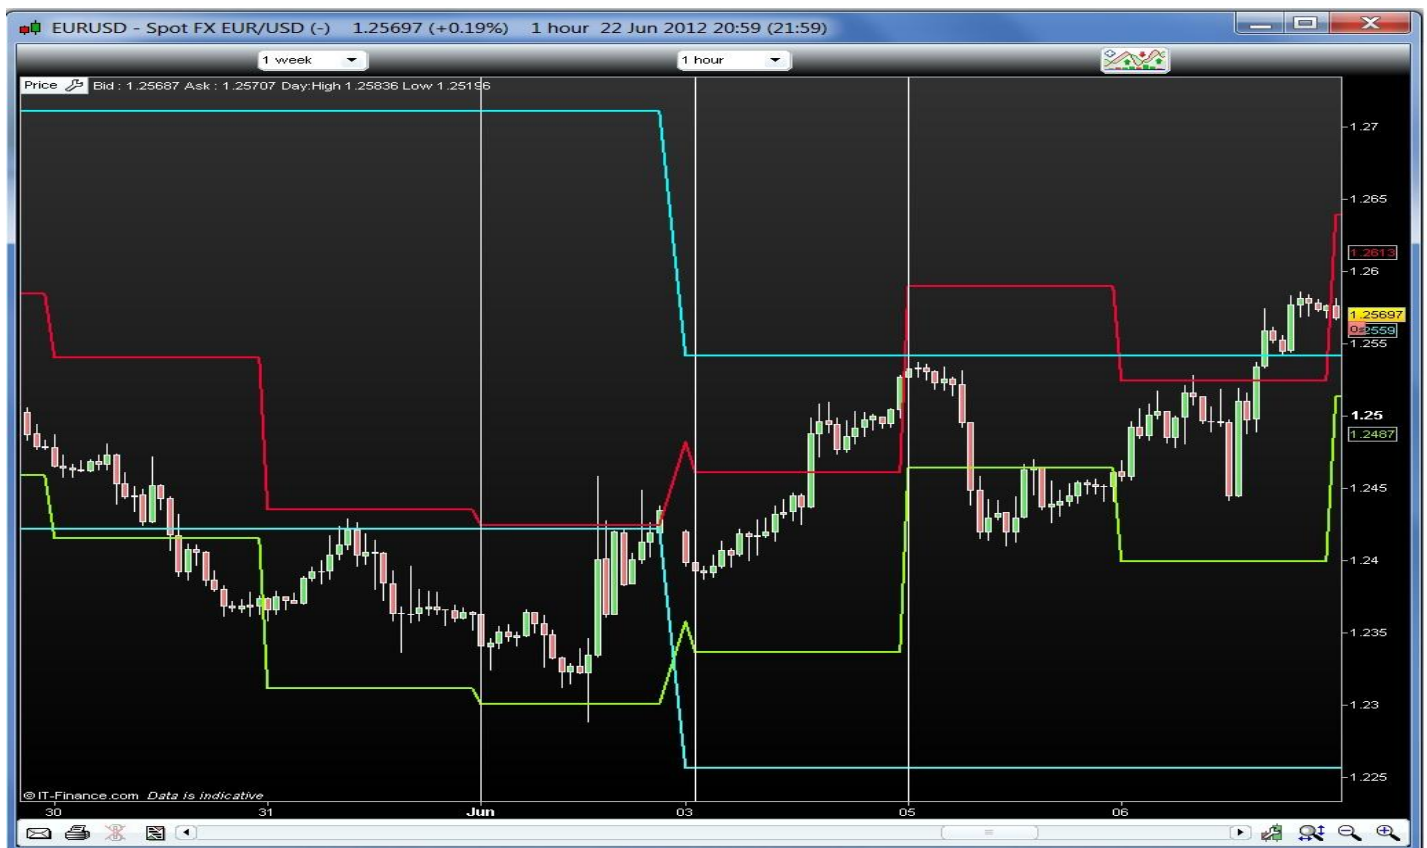 EURUSD - Spot FX EUR/USD (-) 1.25697 (+0.19%) 1 hour 22 Jun 2012 20:59 (21:59)
1 week 1 hour
Price Bid : 1.25687 Ask : 1.25707 Day:High 1.25836 Low 1.25196
1.27
1.265
1.2613
1.26
1.25697
1.255
1.25
1.2487
1.245
1.24
1.235
1.23
1.225
© IT-Finance.com Data is indicative
30 31 Jun 03 05 06